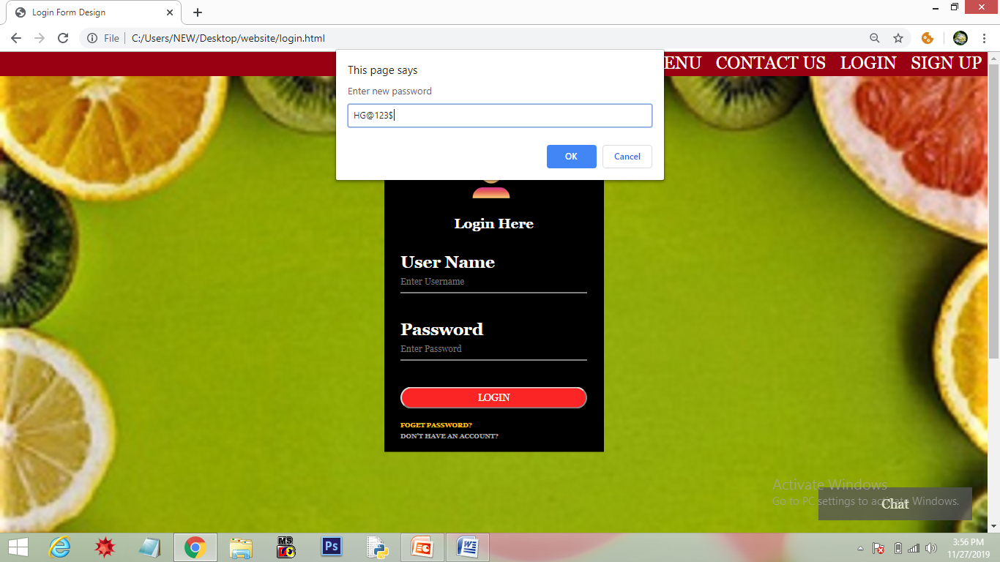 Login Form Design
File
C:/Users/NEW/Desktop/website/login.html
ENU CONTACT US LOGIN SIGN UP
This page says
Enter new password
HG@123$
OK
Cancel
Login Here
User Name
Enter Username
Password
Enter Password
LOGIN
FOGET PASSWORD?
DON'T HAVE AN ACCOUNT?
Activate Windows
Go to PC settings to activate Windows.
Chat
MS
Ps
3:56 PM
11/27/2019